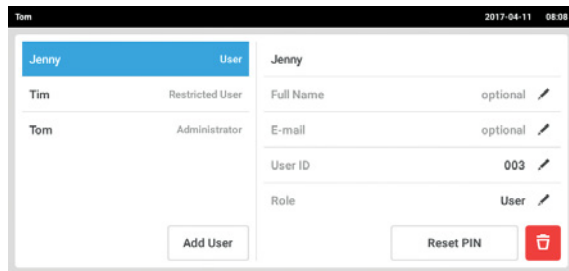 Tom 2017-04-11 08:08
Jenny User
Tim Restricted User
Tom Administrator
Add User
Jenny
Full Name optional
E-mail optional
User ID 003
Role User
Reset PIN